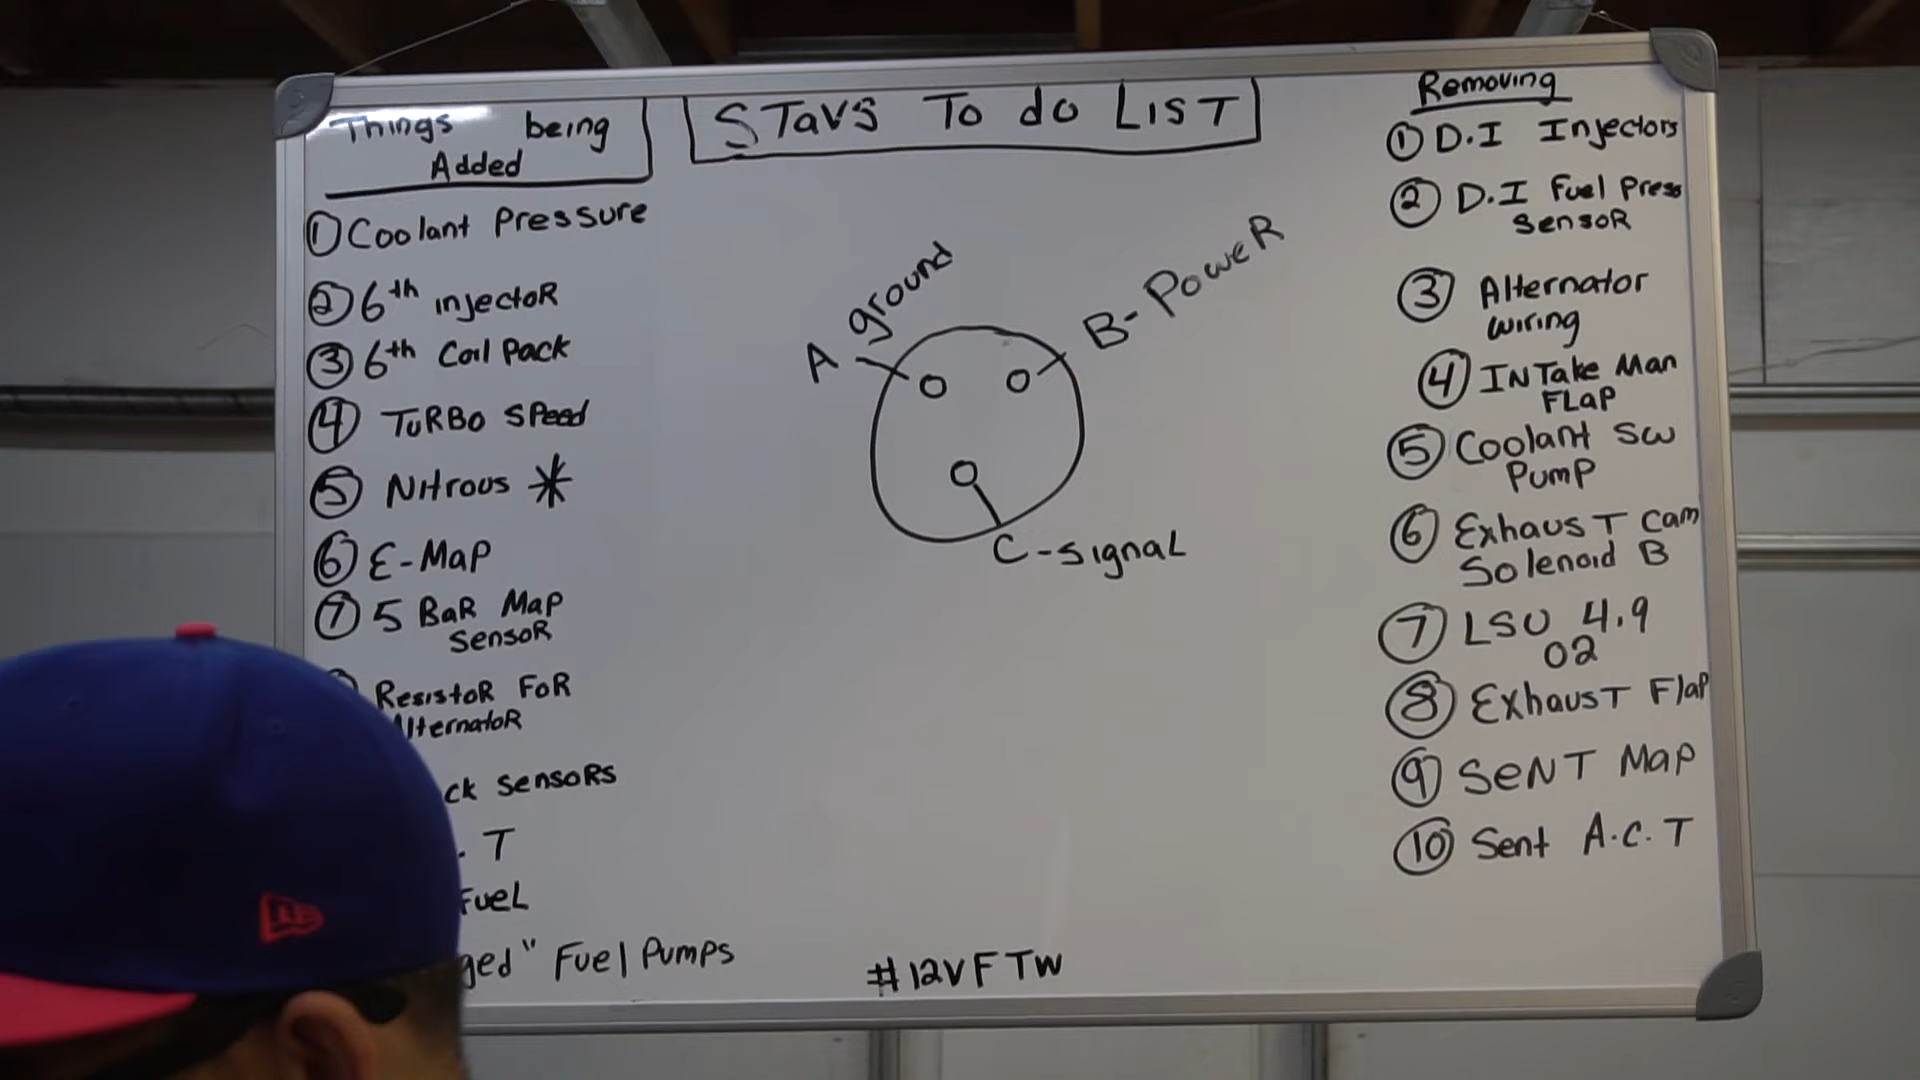 STAVS TO do LIST
Things being
Added
① Coolant Pressure
② 6th injectoR
③ 6th Coil Pack
④ TuRBO Speed
⑤ Nitrous *
⑥ E-MaP
⑦ 5 BaR Map
SensoR
ResistoR FoR
AlternatoR
ck sensoRs
. T
FueL
ged" Fuel Pumps
A ground
B-PoweR
C-signaL
#12VFTW
Removing
① D.I Injectors
② D.I Fuel Press
SensoR
③ Alternator
wiring
④ INTake Man
FLaP
⑤ Coolant SW
Pump
⑥ ExhausT Cam
Solenoid B
⑦ LSU 4.9
O2
⑧ ExhausT Flap
⑨ SeNT Map
⑩ Sent A.C.T